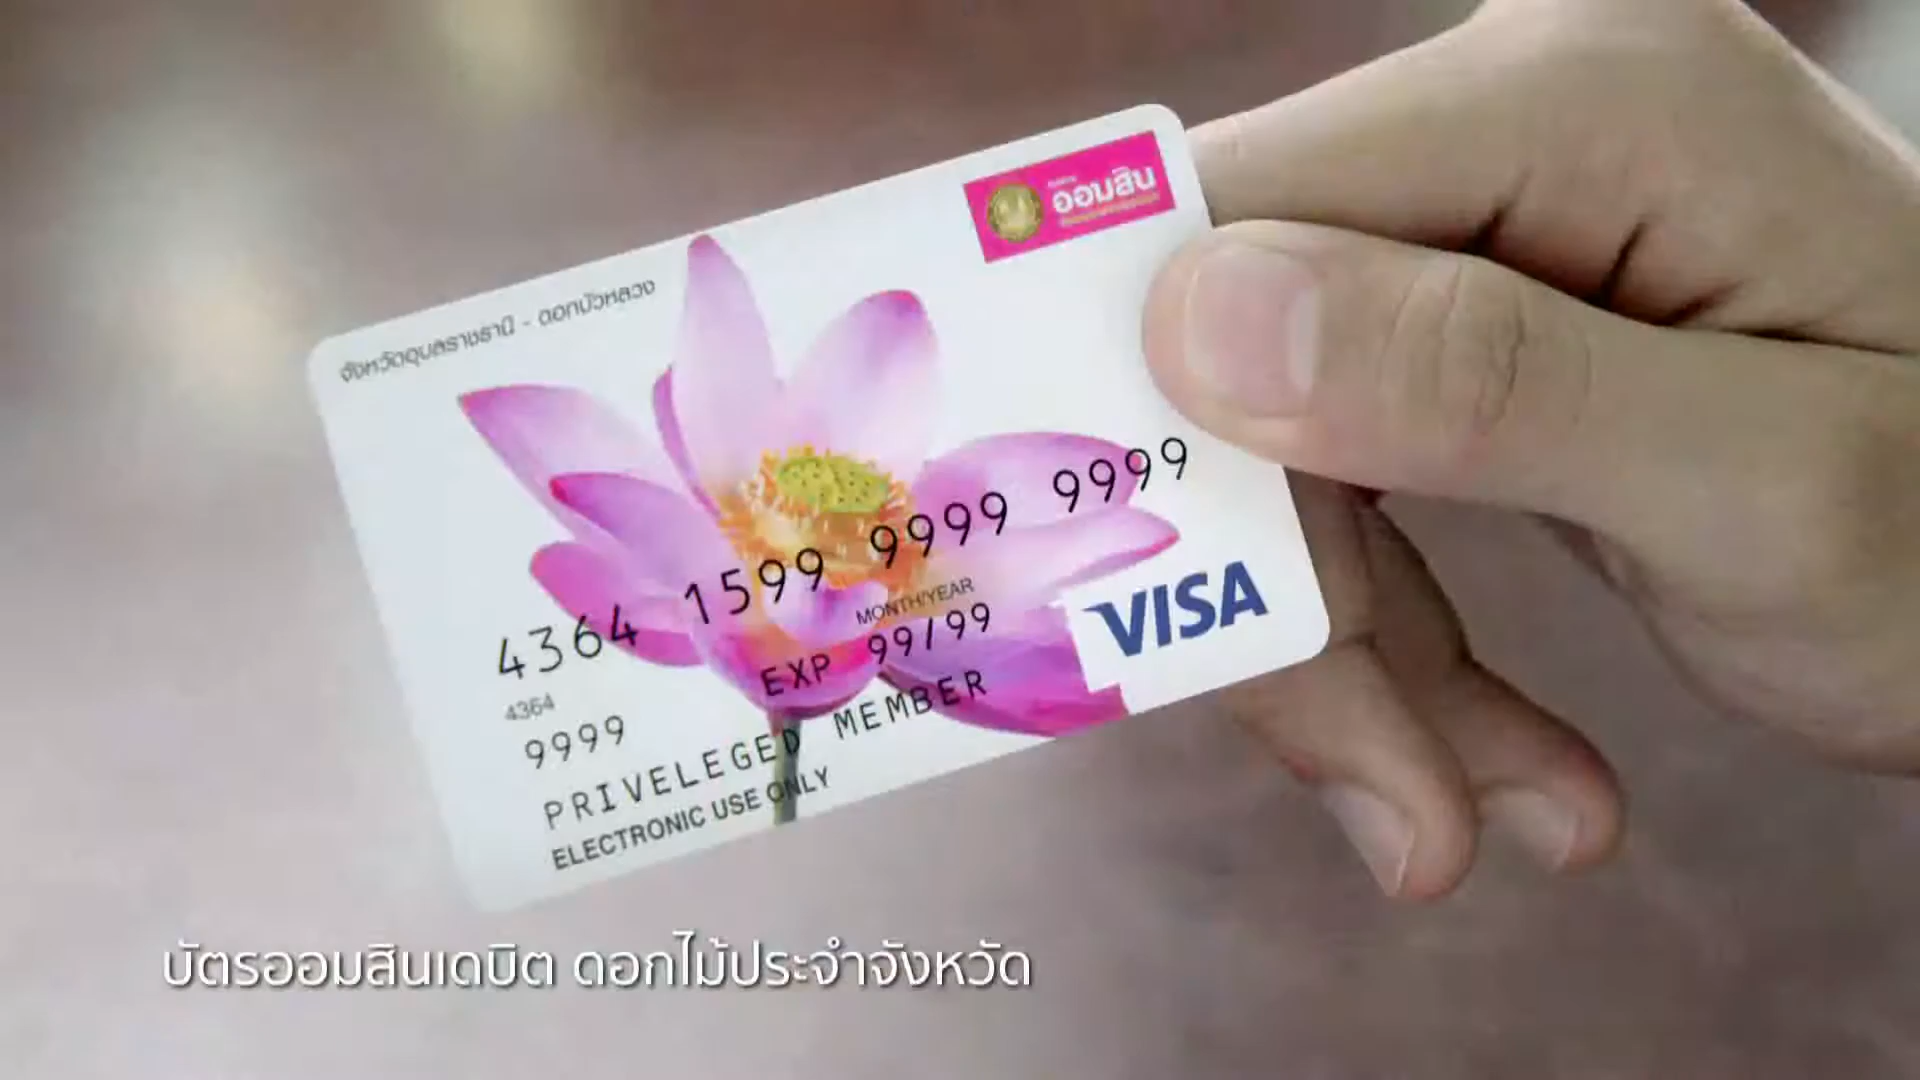 ออมสิน
จังหวัดอุบลราชธานี - ดอกบัวหลวง
4364 1599 9999 9999
4364
MONTH/YEAR
9999
EXP 99/99
PRIVELEGED MEMBER
ELECTRONIC USE ONLY
VISA
บัตรออมสินเดบิต ดอกไม้ประจำจังหวัด